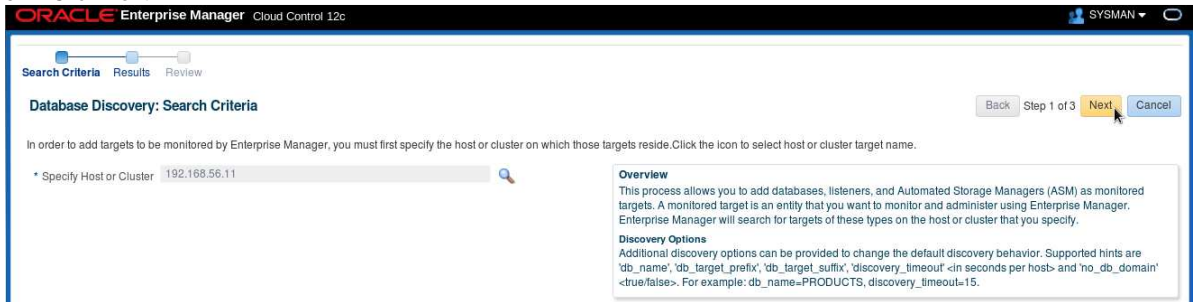 ORACLE Enterprise Manager Cloud Control 12c SYSMAN
Search Criteria Results Review
Database Discovery: Search Criteria Back Step 1 of 3 Next Cancel
In order to add targets to be monitored by Enterprise Manager, you must first specify the host or cluster on which those targets reside.Click the icon to select host or cluster target name.
* Specify Host or Cluster 192.168.56.11
Overview
This process allows you to add databases, listeners, and Automated Storage Managers (ASM) as monitored
targets. A monitored target is an entity that you want to monitor and administer using Enterprise Manager.
Enterprise Manager will search for targets of these types on the host or cluster that you specify.
Discovery Options
Additional discovery options can be provided to change the default discovery behavior. Supported hints are
'db_name', 'db_target_prefix', 'db_target_suffix', 'discovery_timeout' <in seconds per host> and 'no_db_domain'
<true/false>. For example: db_name=PRODUCTS, discovery_timeout=15.